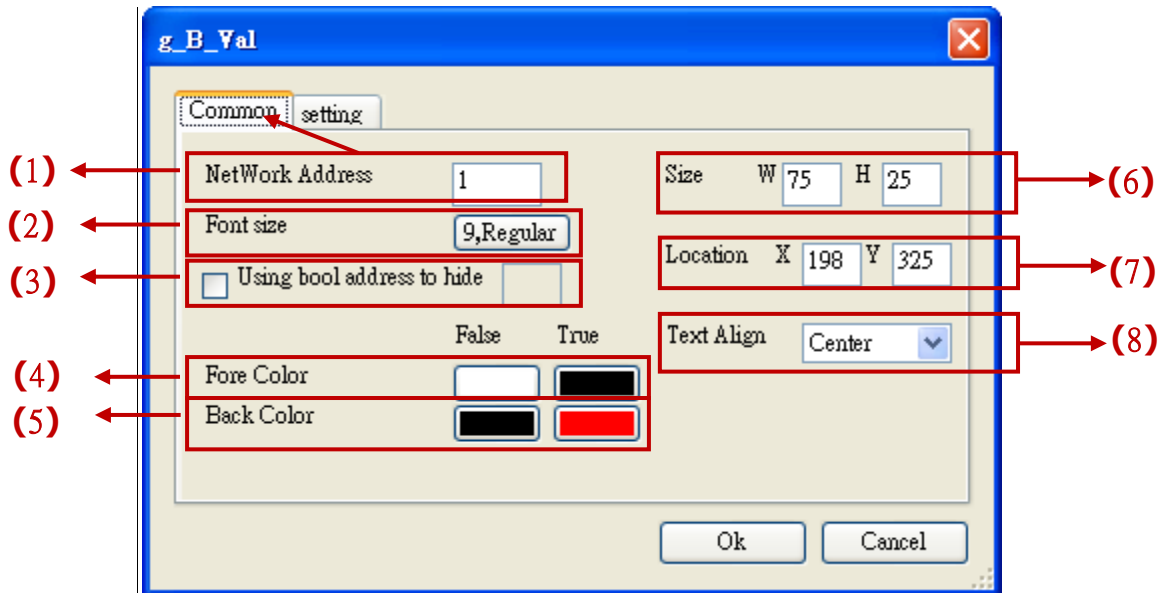 g_B_Val
Common setting
(1) NetWork Address 1 Size W 75 H 25 (6)
(2) Font size 9,Regular
(3) Using bool address to hide Location X 198 Y 325 (7)
False True Text Align Center (8)
(4) Fore Color
(5) Back Color
Ok Cancel